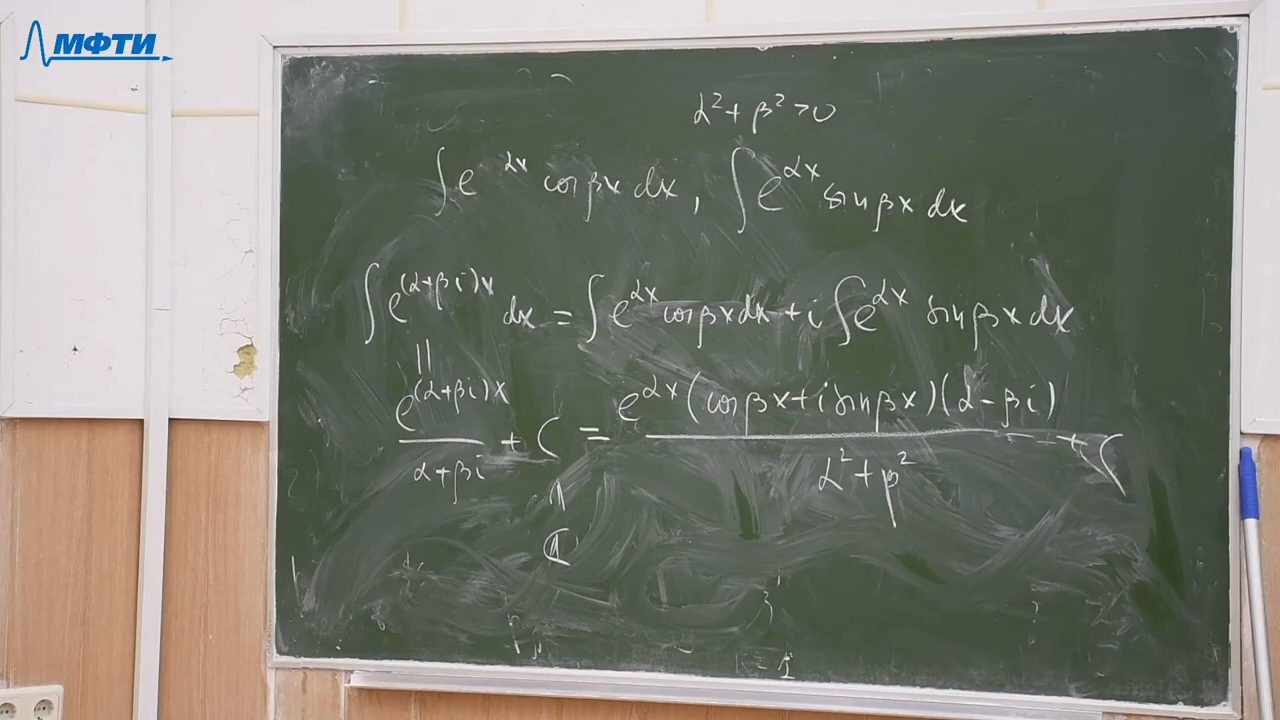 МФТИ
α² + β² > 0
∫ e^{αx} cos βx dx, ∫ e^{αx} sin βx dx
∫ e^{(α+βi)x} dx = ∫ e^{αx} cos βx dx + i ∫ e^{αx} sin βx dx
||
e^{(α+βi)x} / (α+βi) + C = e^{αx} (cos βx + i sin βx)(α - βi) / (α² + β²) + C
ℂ